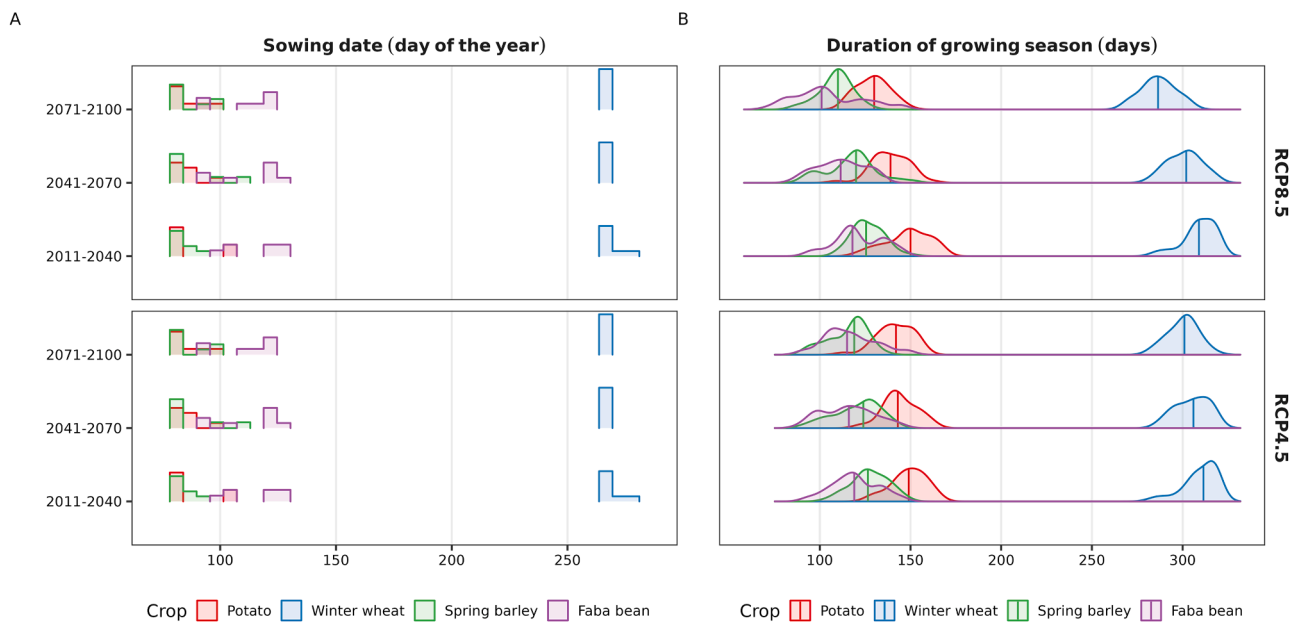 A
B
Sowing date (day of the year)
Duration of growing season (days)
2071-2100
2041-2070
2011-2040
RCP8.5
2071-2100
2041-2070
2011-2040
RCP4.5
100 150 200 250
100 150 200 250 300
Crop Potato Winter wheat Spring barley Faba bean
Crop Potato Winter wheat Spring barley Faba bean